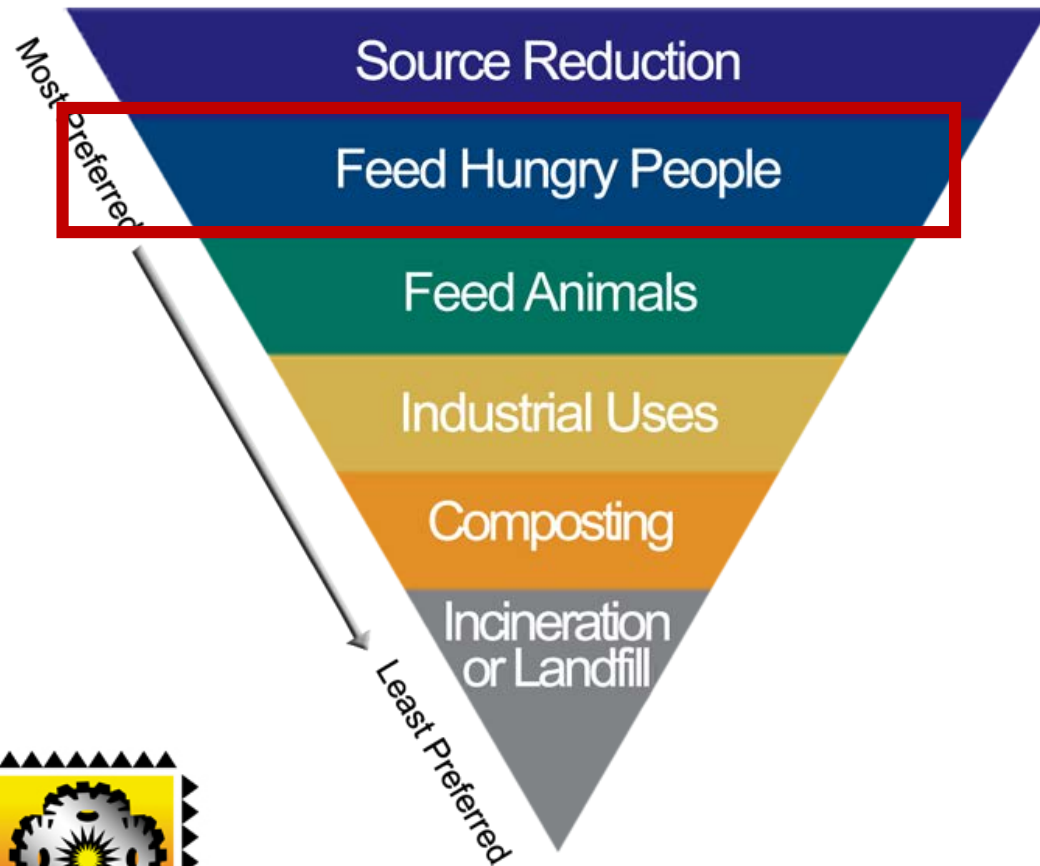 Most Preferred
Source Reduction
Feed Hungry People
Feed Animals
Industrial Uses
Composting
Incineration
or Landfill
Least Preferred